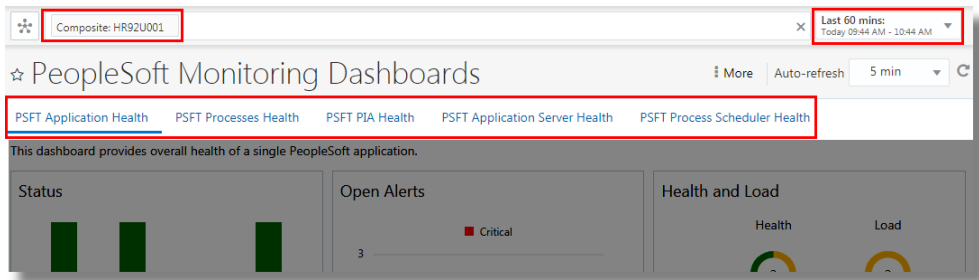 Composite: HR92U001
Last 60 mins:
Today 09:44 AM - 10:44 AM
PeopleSoft Monitoring Dashboards
More Auto-refresh 5 min
PSFT Application Health PSFT Processes Health PSFT PIA Health PSFT Application Server Health PSFT Process Scheduler Health
This dashboard provides overall health of a single PeopleSoft application.
Status Open Alerts Health and Load
Critical
Health Load
3